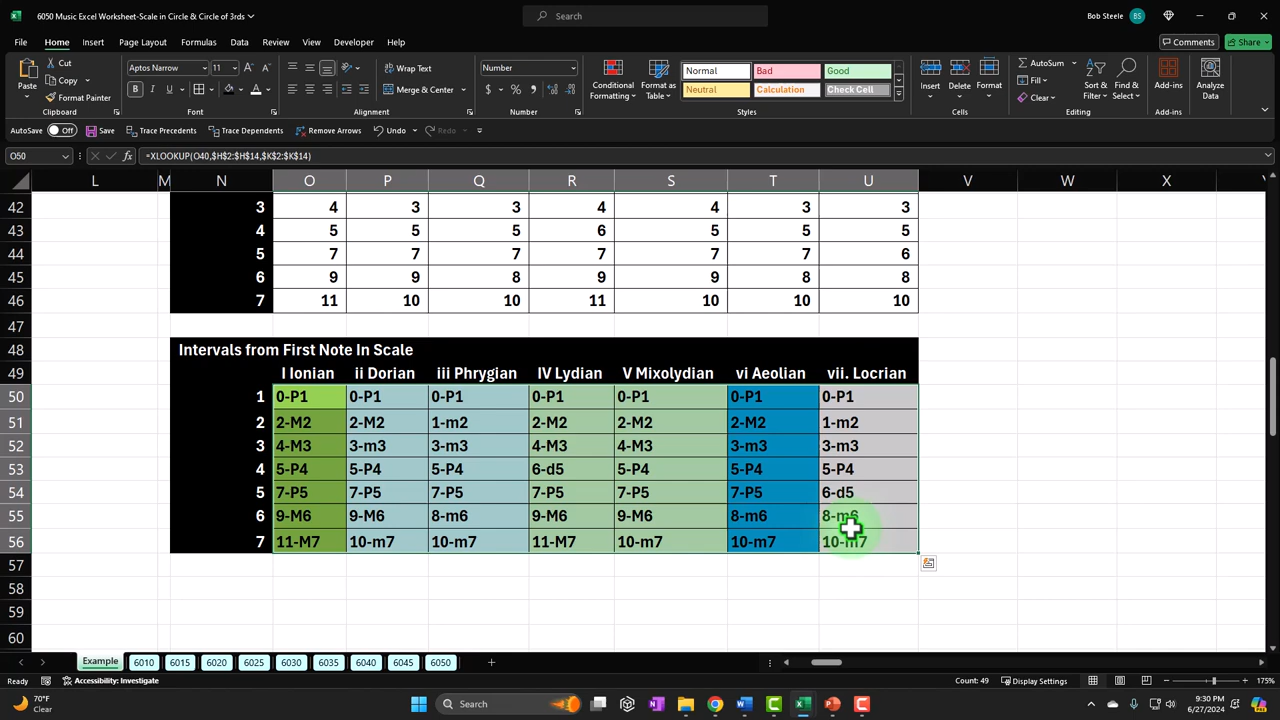 6050 Music Excel Worksheet-Scale in Circle & Circle of 3rds
Search
Bob Steele BS
File Home Insert Page Layout Formulas Data Review View Developer Help
Comments Share
Paste Cut Copy Format Painter
Clipboard
Aptos Narrow 11
Font
Wrap Text
Merge & Center
Alignment
Number
Number
Conditional Formatting Format as Table
Normal Bad Good
Neutral Calculation Check Cell
Styles
Insert Delete Format
Cells
AutoSum Fill Clear
Sort & Filter Find & Select
Editing
Add-ins
Add-ins
Analyze Data
AutoSave Off Save Trace Precedents Trace Dependents Remove Arrows Undo Redo
O50 =XLOOKUP(O40,$H$2:$H$14,$K$2:$K$14)
L M N O P Q R S T U V W X
42 3 4 3 3 4 4 3 3
43 4 5 5 5 6 5 5 5
44 5 7 7 7 7 7 7 6
45 6 9 9 8 9 9 8 8
46 7 11 10 10 11 10 10 10
47
48 Intervals from First Note In Scale
49 I Ionian ii Dorian iii Phrygian IV Lydian V Mixolydian vi Aeolian vii. Locrian
50 1 0-P1 0-P1 0-P1 0-P1 0-P1 0-P1 0-P1
51 2 2-M2 2-M2 1-m2 2-M2 2-M2 2-M2 1-m2
52 3 4-M3 3-m3 3-m3 4-M3 4-M3 3-m3 3-m3
53 4 5-P4 5-P4 5-P4 6-d5 5-P4 5-P4 5-P4
54 5 7-P5 7-P5 7-P5 7-P5 7-P5 7-P5 6-d5
55 6 9-M6 9-M6 8-m6 9-M6 9-M6 8-m6 8-m6
56 7 11-M7 10-m7 10-m7 11-M7 10-m7 10-m7 10-m7
57
58
59
60
Example 6010 6015 6020 6025 6030 6035 6040 6045 6050
Ready Accessibility: Investigate Count: 49 Display Settings 175%
70°F
Clear
Search
9:30 PM
6/27/2024